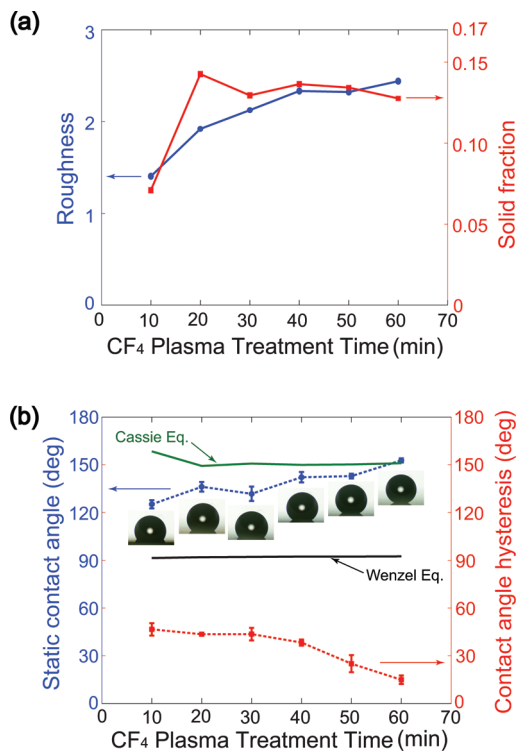 (a)
3
2
1
0
Roughness
0.17
0.15
0.10
0.05
0
Solid fraction
0 10 20 30 40 50 60 70
CF4 Plasma Treatment Time (min)
(b)
180
150
120
90
60
30
0
Static contact angle (deg)
Cassie Eq.
Wenzel Eq.
180
150
120
90
60
30
0
Contact angle hysteresis (deg)
0 10 20 30 40 50 60 70
CF4 Plasma Treatment Time (min)